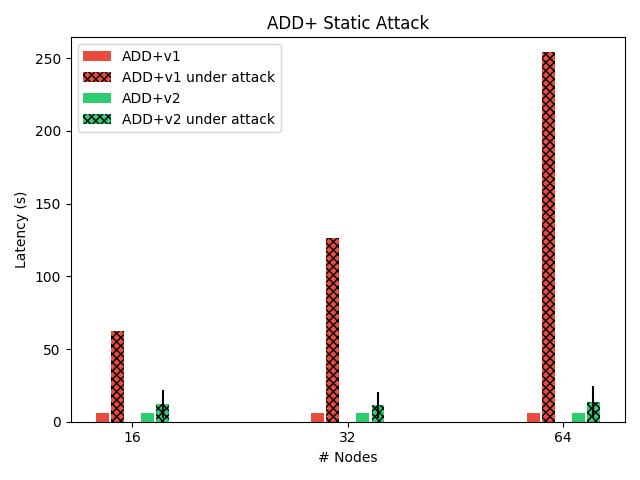 ADD+ Static Attack
ADD+v1
ADD+v1 under attack
ADD+v2
ADD+v2 under attack
Latency (s)
250
200
150
100
50
0
16 32 64
# Nodes